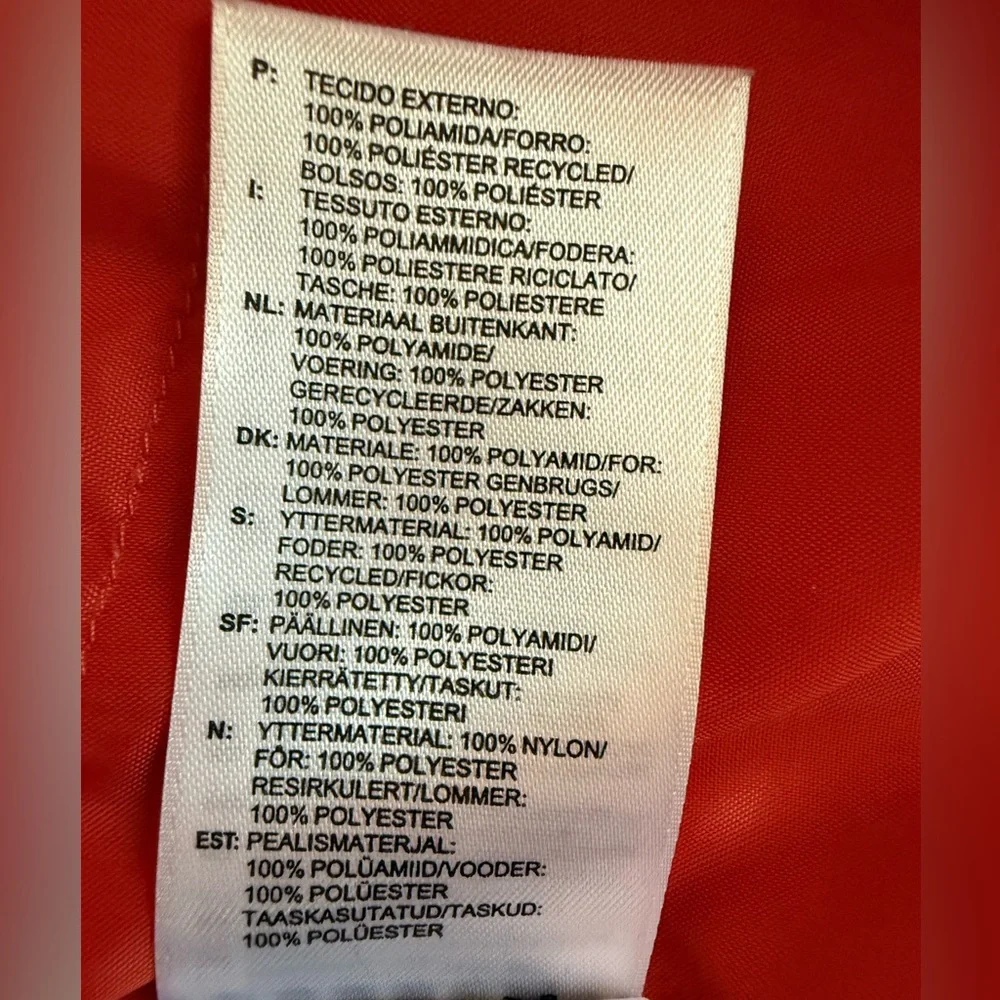 P: TECIDO EXTERNO:
100% POLIAMIDA/FORRO:
100% POLIÉSTER RECYCLED/
BOLSOS: 100% POLIÉSTER
I: TESSUTO ESTERNO:
100% POLIAMMIDICA/FODERA:
100% POLIESTERE RICICLATO/
TASCHE: 100% POLIESTERE
NL: MATERIAAL BUITENKANT:
100% POLYAMIDE/
VOERING: 100% POLYESTER
GERECYCLEERDE/ZAKKEN:
100% POLYESTER
DK: MATERIALE: 100% POLYAMID/FOR:
100% POLYESTER GENBRUGS/
LOMMER: 100% POLYESTER
S: YTTERMATERIAL: 100% POLYAMID/
FODER: 100% POLYESTER
RECYCLED/FICKOR:
100% POLYESTER
SF: PÄÄLLINEN: 100% POLYAMIDI/
VUORI: 100% POLYESTERI
KIERRÄTETTY/TASKUT:
100% POLYESTERI
N: YTTERMATERIAL: 100% NYLON/
FÔR: 100% POLYESTER
RESIRKULERT/LOMMER:
100% POLYESTER
EST: PEALISMATERJAL:
100% POLÜAMIID/VOODER:
100% POLÜESTER
TAASKASUTATUD/TASKUD:
100% POLÜESTER